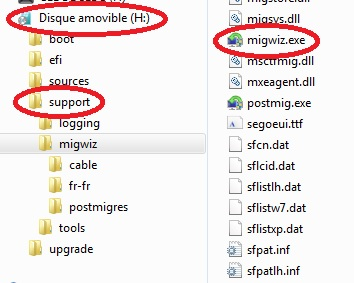 Disque amovible (H:)
boot
efi
sources
support
logging
migwiz
cable
fr-fr
postmigres
tools
upgrade
migsys.dll
migwiz.exe
msctfmig.dll
mxeagent.dll
postmig.exe
segoeui.ttf
sfcn.dat
sflcid.dat
sflistlh.dat
sflistw7.dat
sflistxp.dat
sfpat.inf
sfpatlh.inf